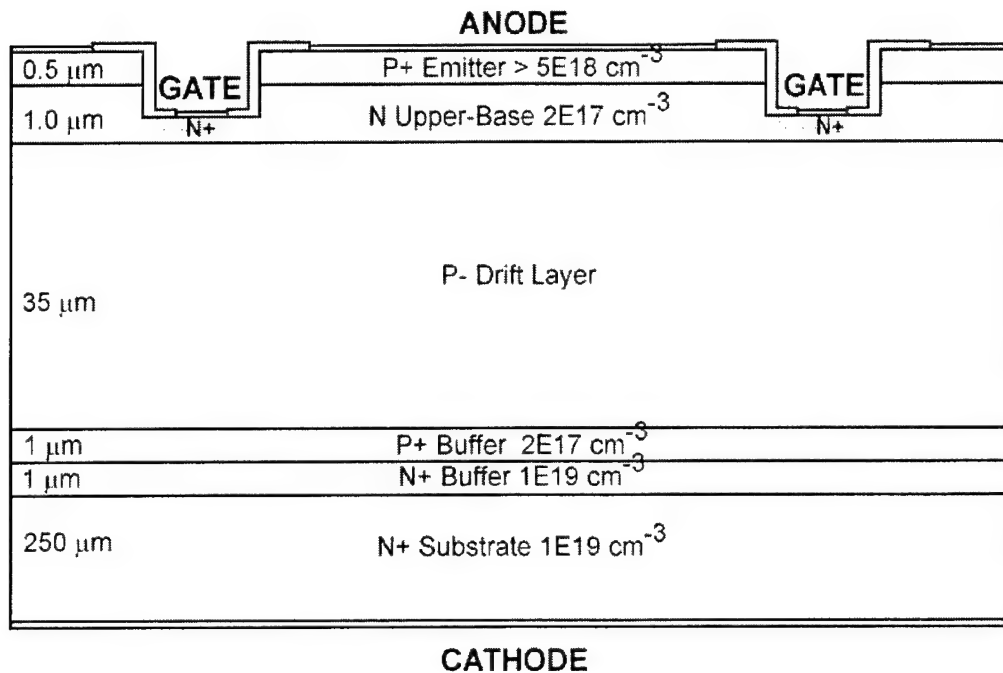 ANODE
0.5 μm
P+ Emitter > 5E18 cm⁻³
GATE
GATE
1.0 μm
N Upper-Base 2E17 cm⁻³
N+
N+
P- Drift Layer
35 μm
1 μm
P+ Buffer 2E17 cm⁻³
1 μm
N+ Buffer 1E19 cm⁻³
250 μm
N+ Substrate 1E19 cm⁻³
CATHODE